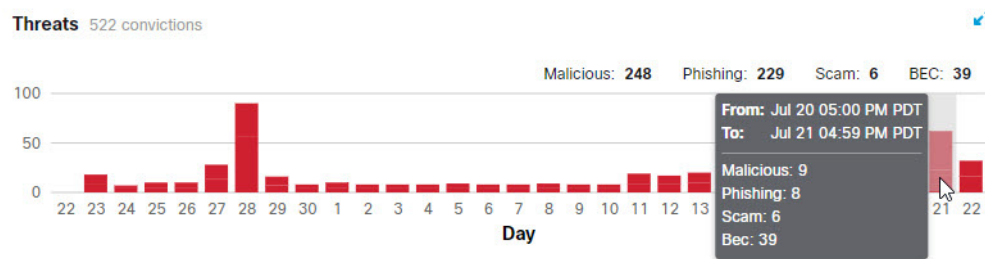 Threats 522 convictions
Malicious: 248 Phishing: 229 Scam: 6 BEC: 39
100
50
0
From: Jul 20 05:00 PM PDT
To: Jul 21 04:59 PM PDT
Malicious: 9
Phishing: 8
Scam: 6
Bec: 39
22 23 24 25 26 27 28 29 30 1 2 3 4 5 6 7 8 9 10 11 12 13 21 22
Day